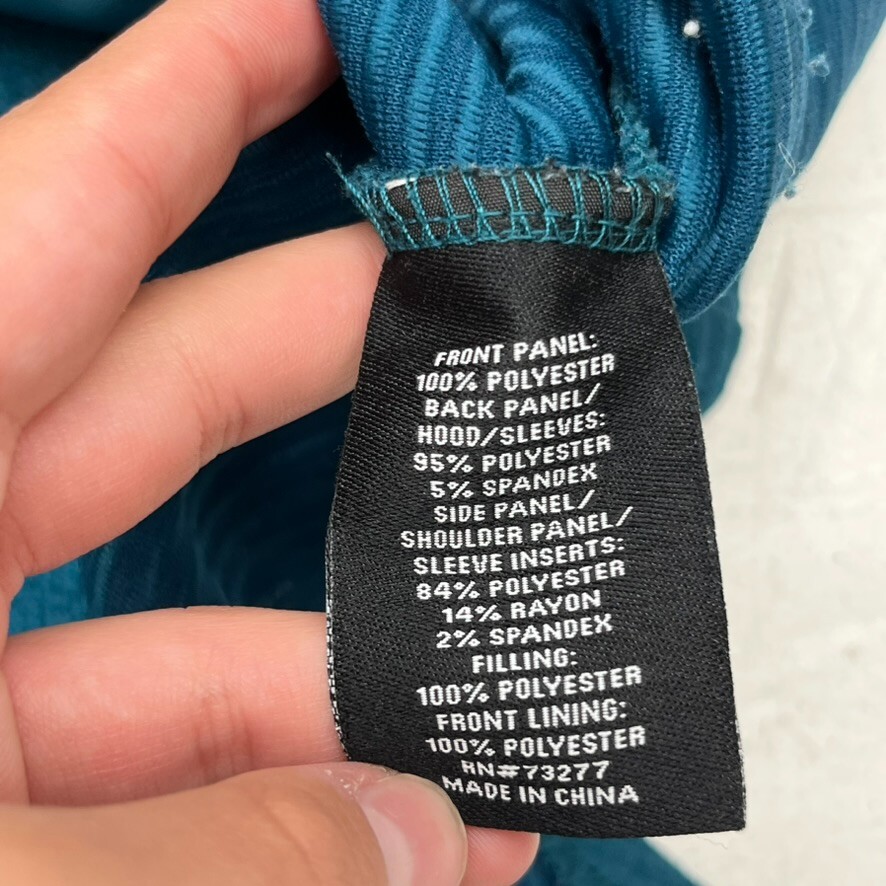 FRONT PANEL:
100% POLYESTER
BACK PANEL/
HOOD/SLEEVES:
95% POLYESTER
5% SPANDEX
SIDE PANEL/
SHOULDER PANEL/
SLEEVE INSERTS:
84% POLYESTER
14% RAYON
2% SPANDEX
FILLING:
100% POLYESTER
FRONT LINING:
100% POLYESTER
RN#73277
MADE IN CHINA